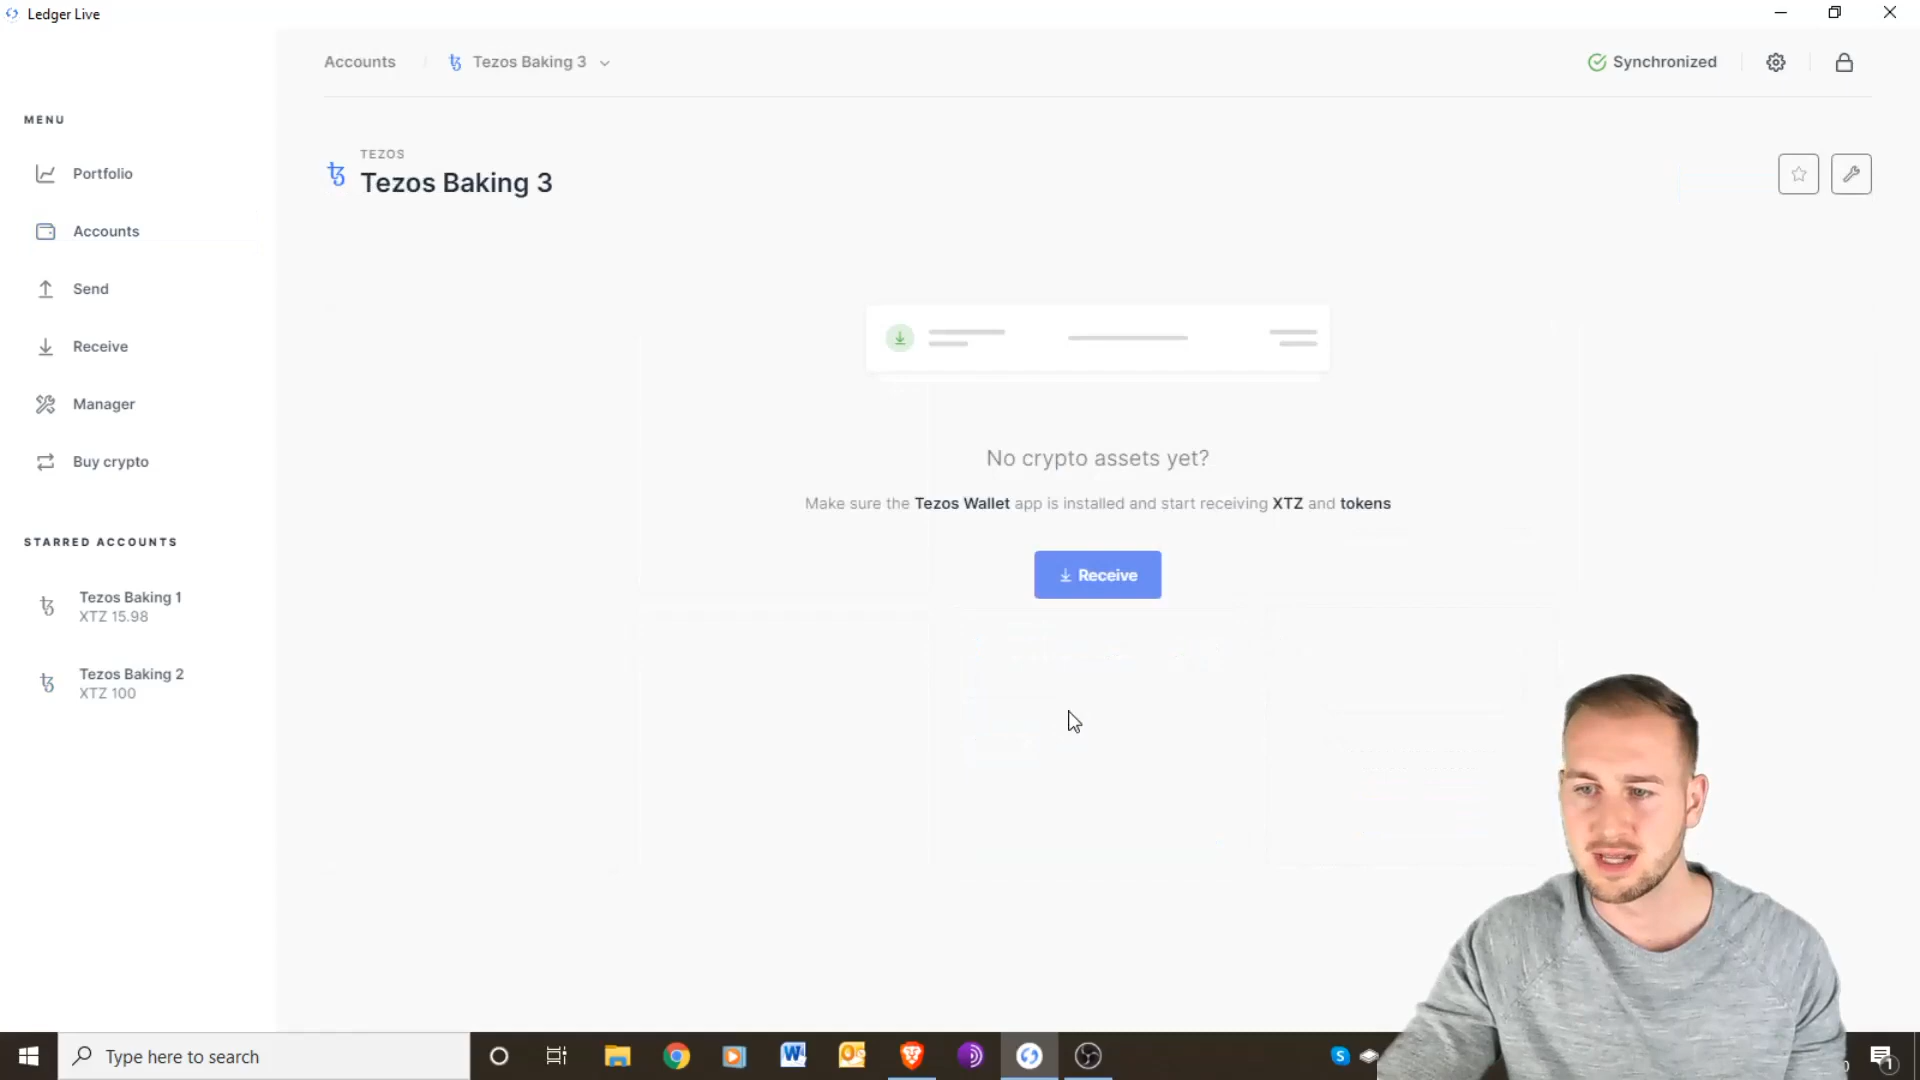 Ledger Live
Accounts
Tezos Baking 3
Synchronized
MENU
Portfolio
Accounts
Send
Receive
Manager
Buy crypto
STARRED ACCOUNTS
Tezos Baking 1
XTZ 15.98
Tezos Baking 2
XTZ 100
TEZOS
Tezos Baking 3
No crypto assets yet?
Make sure the Tezos Wallet app is installed and start receiving XTZ and tokens
Receive
Type here to search